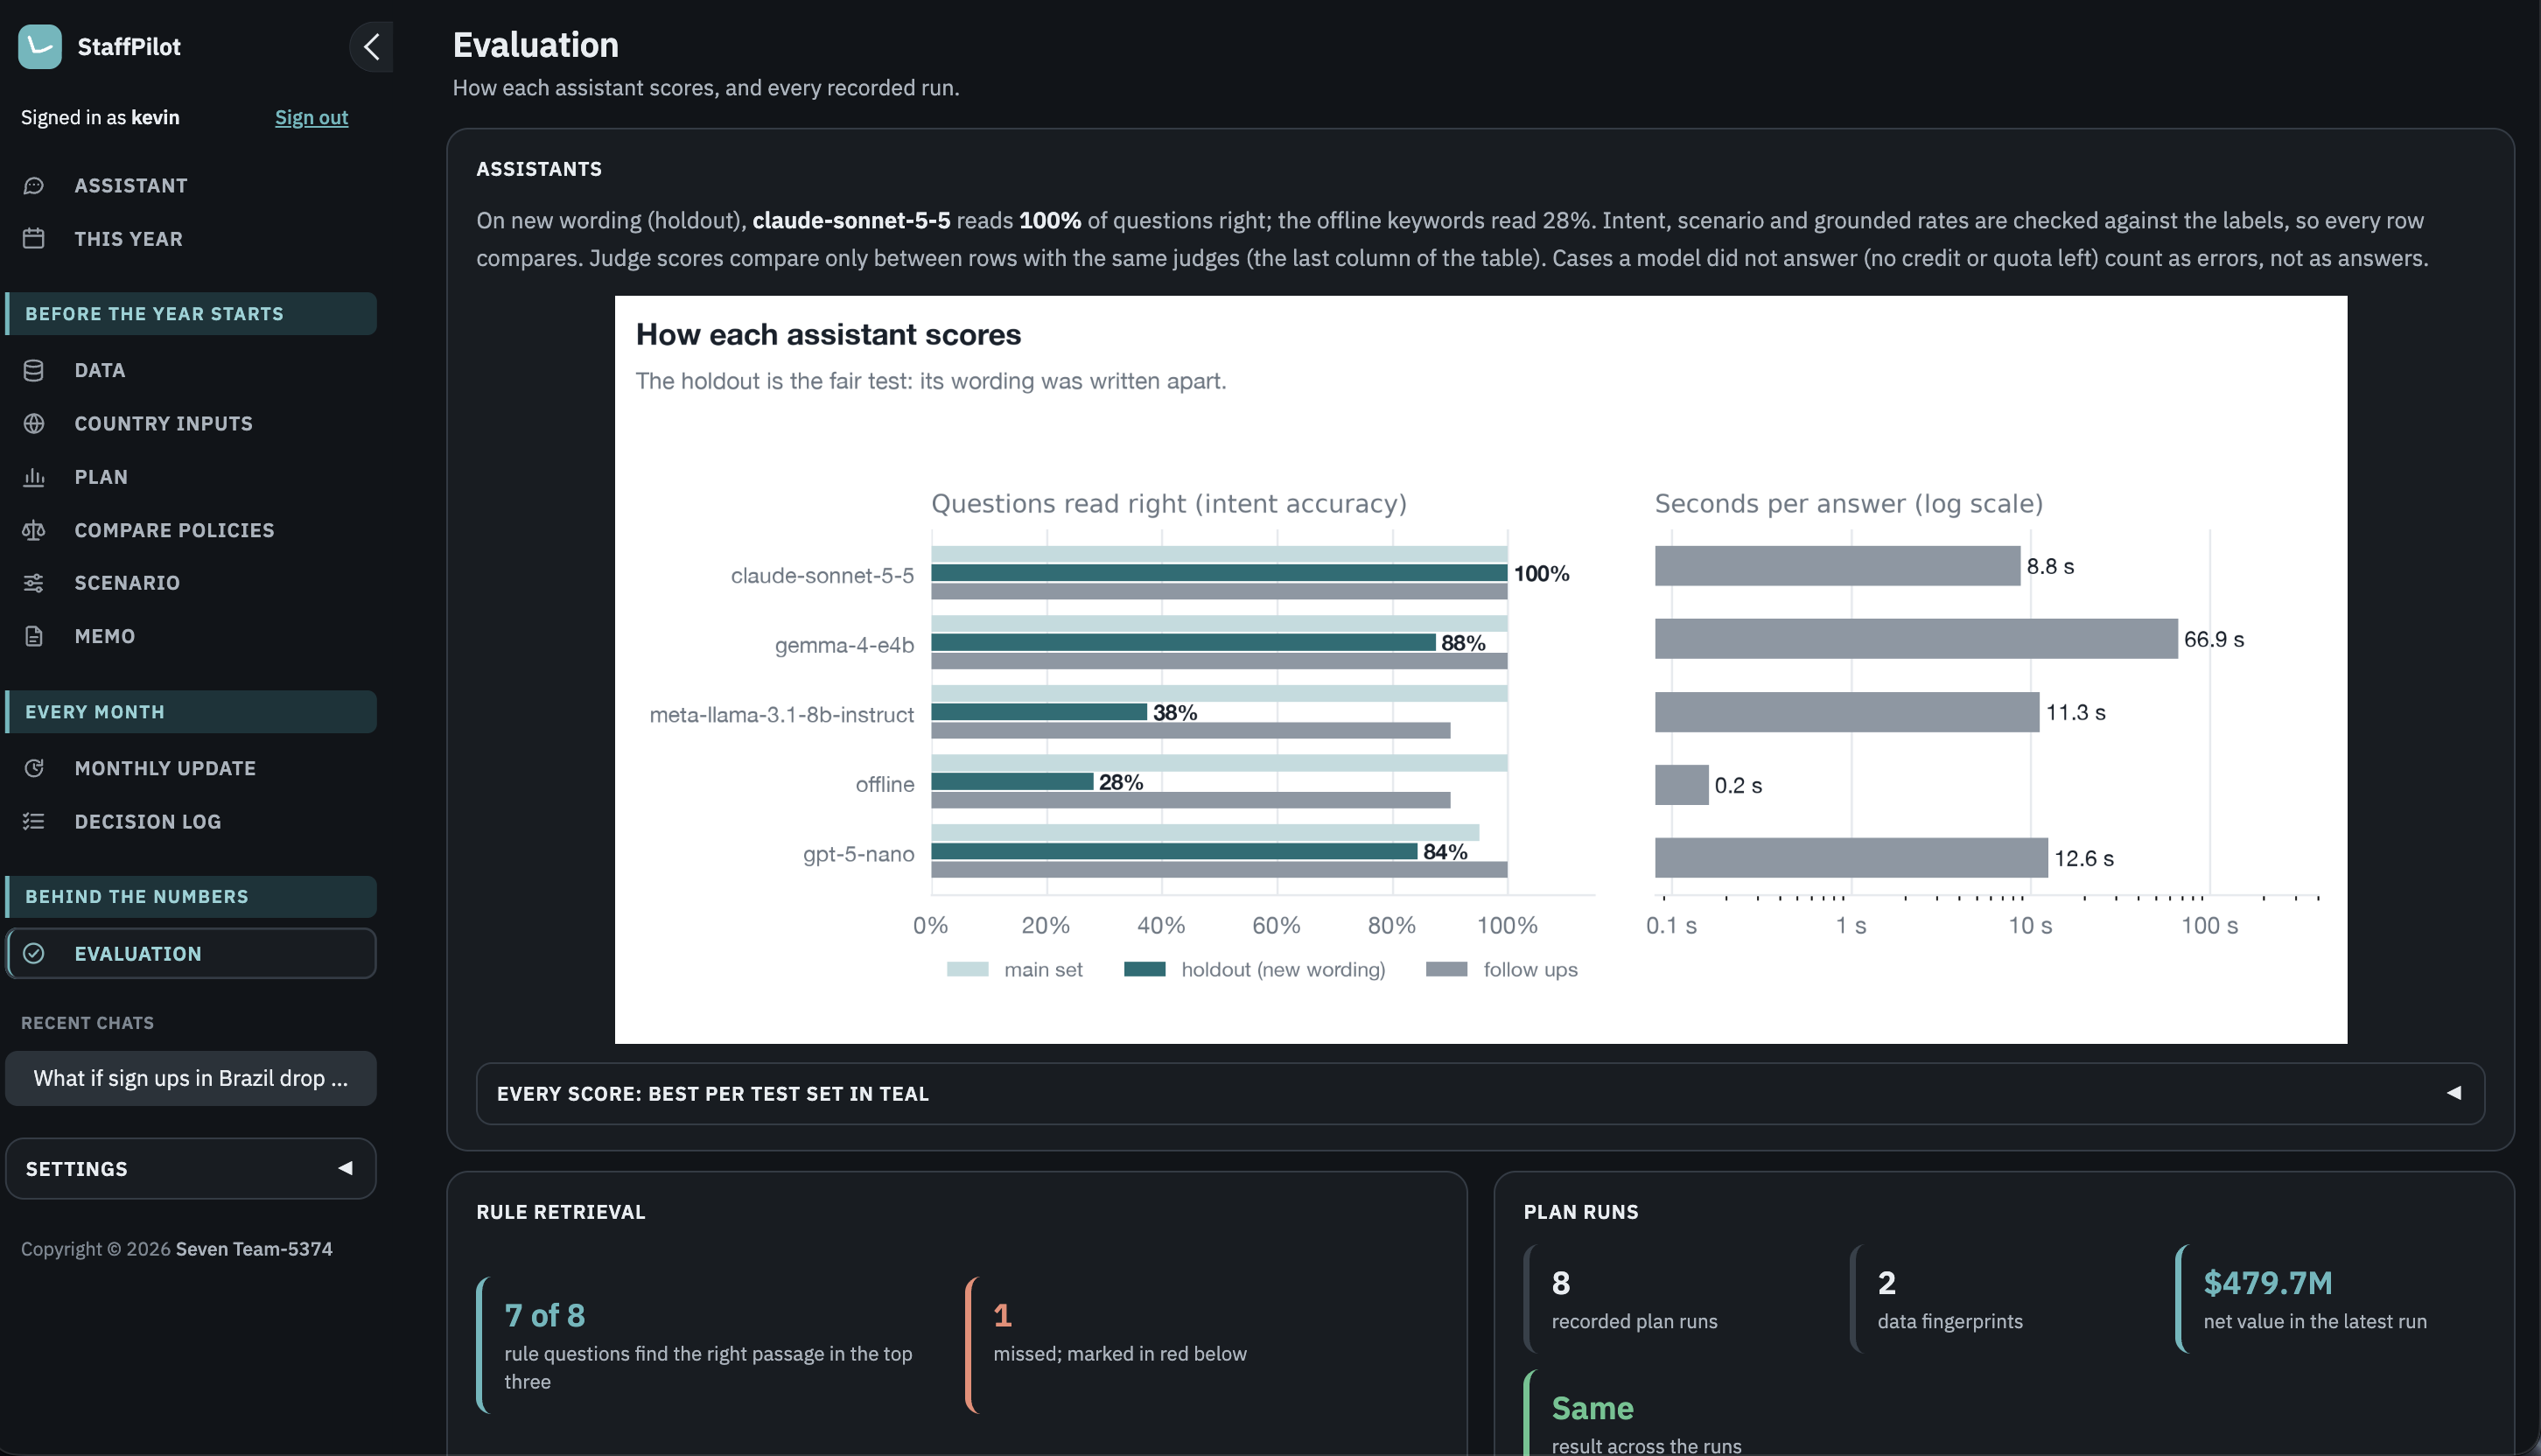 StaffPilot
Signed in as kevin
Sign out
ASSISTANT
THIS YEAR
BEFORE THE YEAR STARTS
DATA
COUNTRY INPUTS
PLAN
COMPARE POLICIES
SCENARIO
MEMO
EVERY MONTH
MONTHLY UPDATE
DECISION LOG
BEHIND THE NUMBERS
EVALUATION
RECENT CHATS
What if sign ups in Brazil drop ...
SETTINGS
Copyright © 2026 Seven Team-5374
Evaluation
How each assistant scores, and every recorded run.
ASSISTANTS
On new wording (holdout), claude-sonnet-5-5 reads 100% of questions right; the offline keywords read 28%. Intent, scenario and grounded rates are checked against the labels, so every row
compares. Judge scores compare only between rows with the same judges (the last column of the table). Cases a model did not answer (no credit or quota left) count as errors, not as answers.
How each assistant scores
The holdout is the fair test: its wording was written apart.
Questions read right (intent accuracy)
claude-sonnet-5-5
100%
gemma-4-e4b
88%
meta-llama-3.1-8b-instruct
38%
offline
28%
gpt-5-nano
84%
0% 20% 40% 60% 80% 100%
main set holdout (new wording) follow ups
Seconds per answer (log scale)
8.8 s
66.9 s
11.3 s
0.2 s
12.6 s
0.1 s 1 s 10 s 100 s
EVERY SCORE: BEST PER TEST SET IN TEAL
RULE RETRIEVAL
7 of 8
rule questions find the right passage in the top
three
1
missed; marked in red below
PLAN RUNS
8
recorded plan runs
2
data fingerprints
$479.7M
net value in the latest run
Same
result across the runs